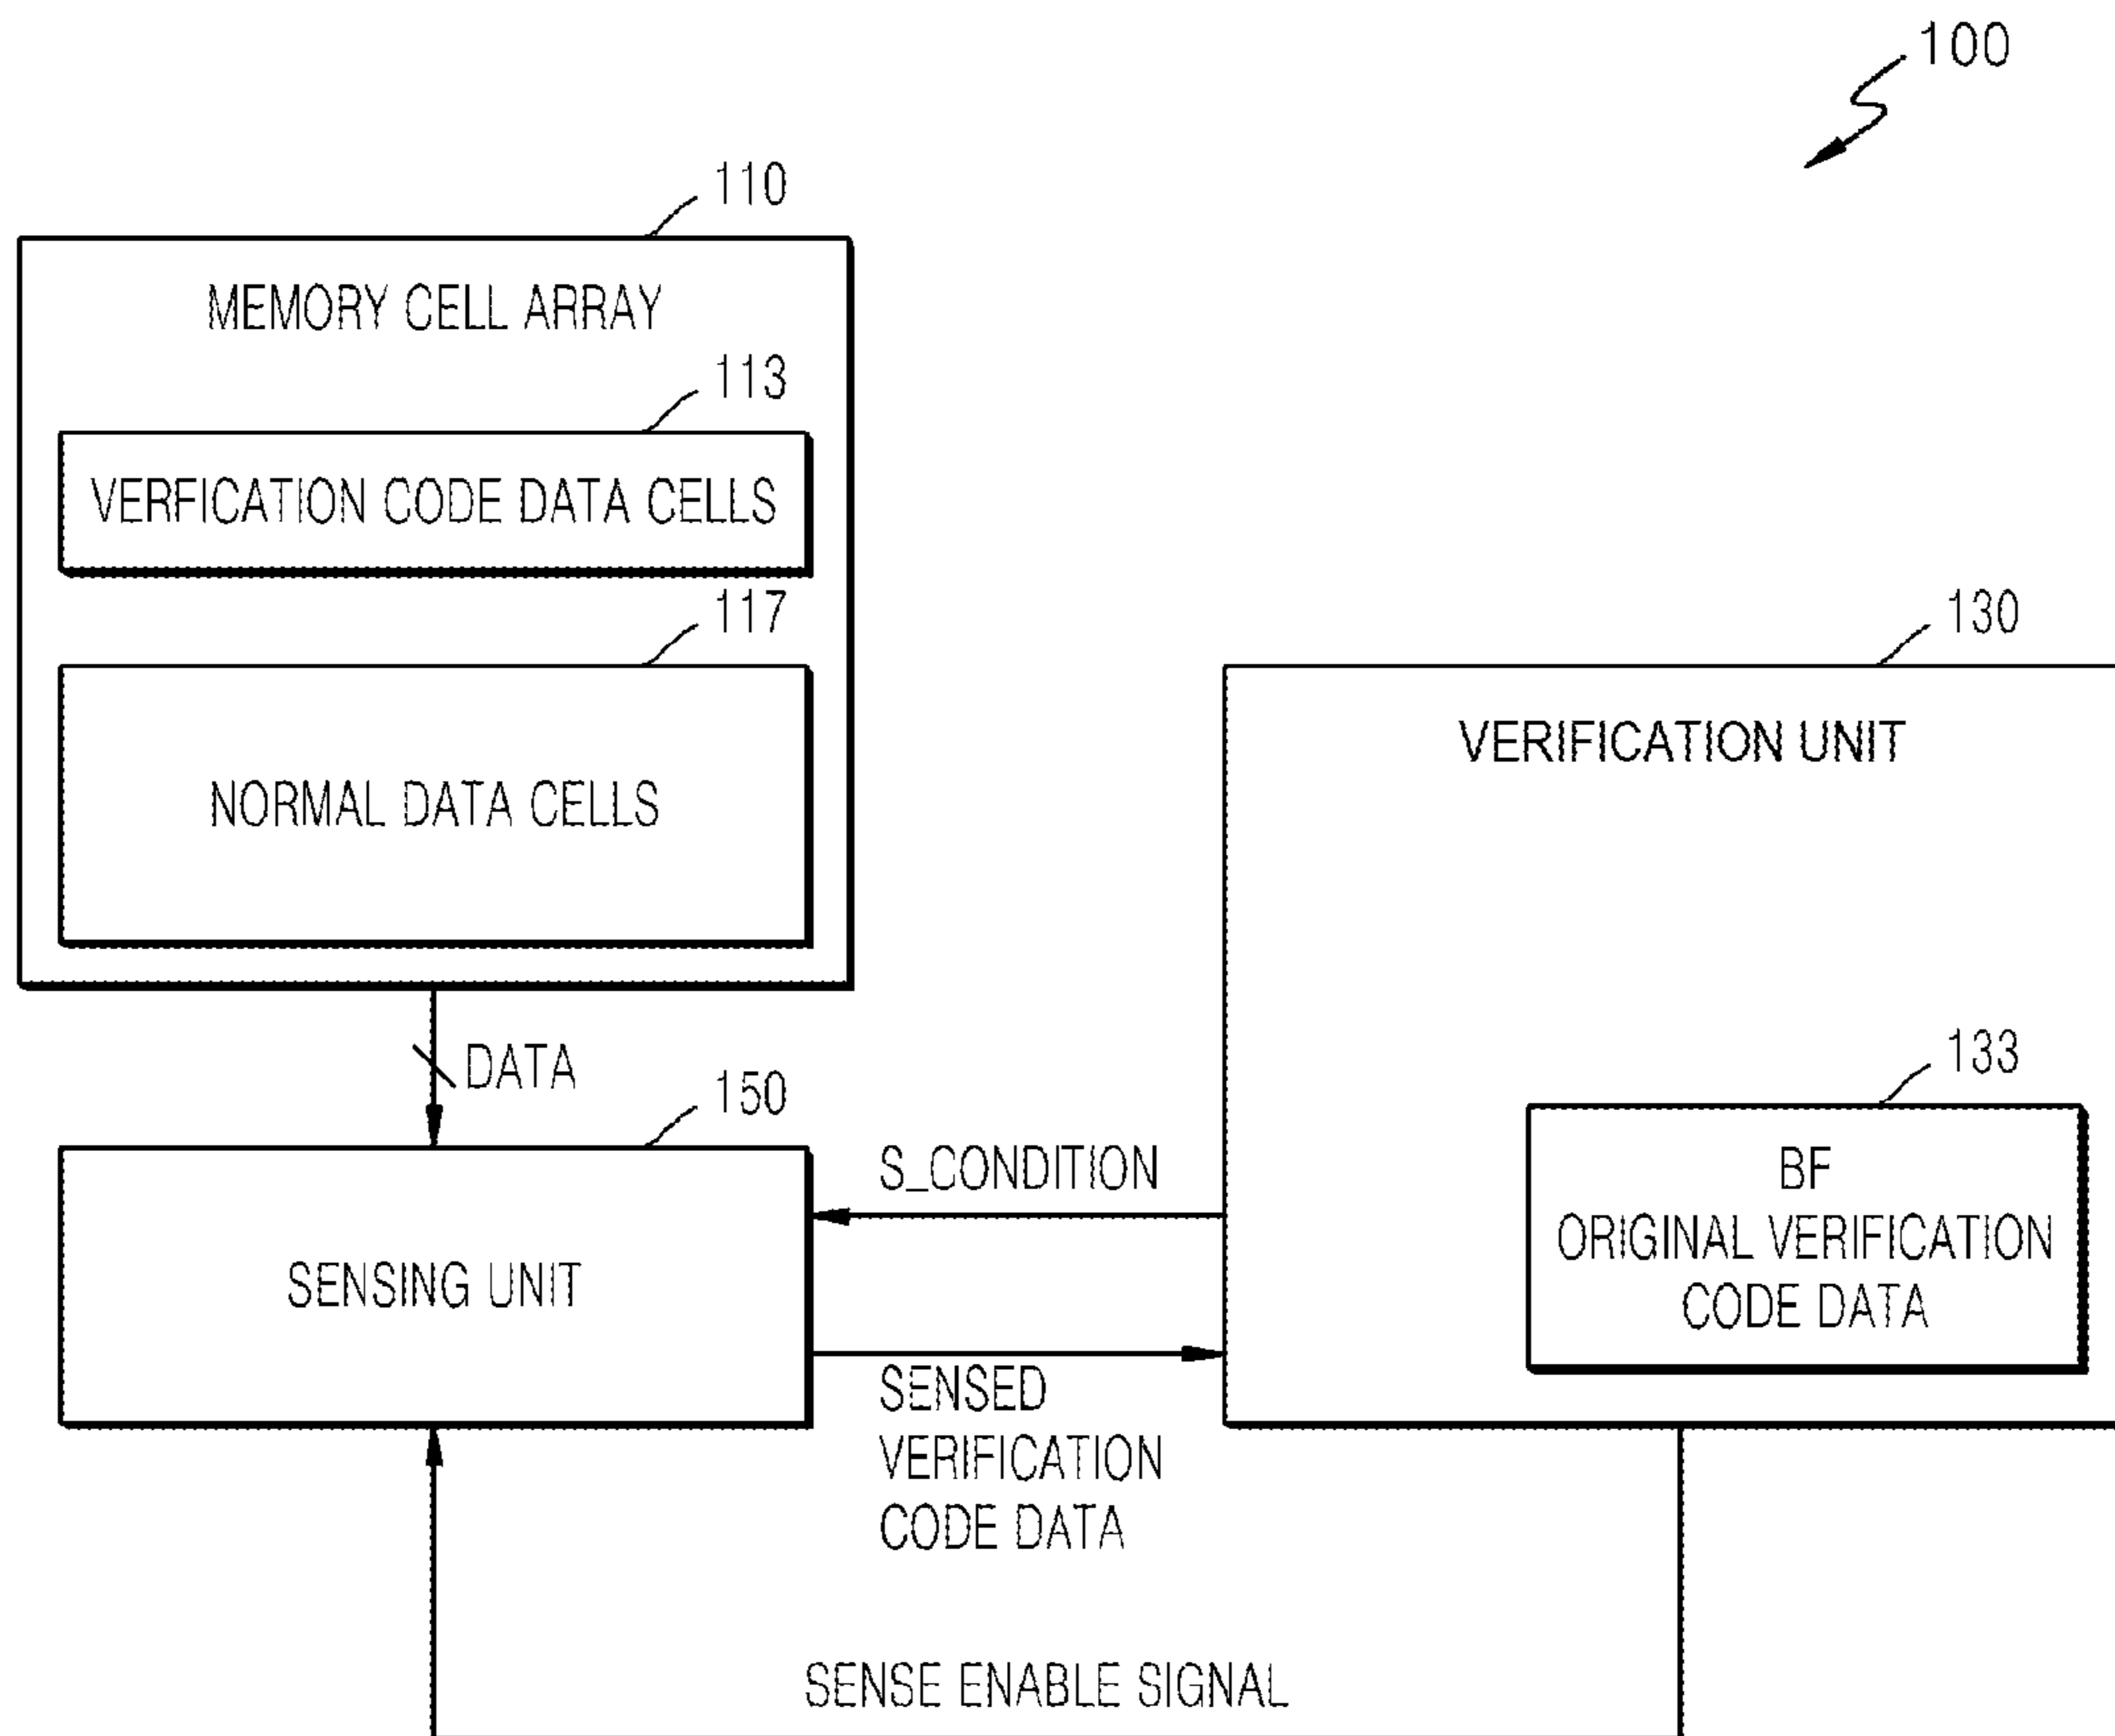 100
110
MEMORY CELL ARRAY
113
VERFICATION CODE DATA CELLS
117
NORMAL DATA CELLS
130
VERIFICATION UNIT
DATA
150
SENSING UNIT
S_CONDITION
SENSED
VERIFICATION
CODE DATA
133
BF
ORIGINAL VERIFICATION
CODE DATA
SENSE ENABLE SIGNAL